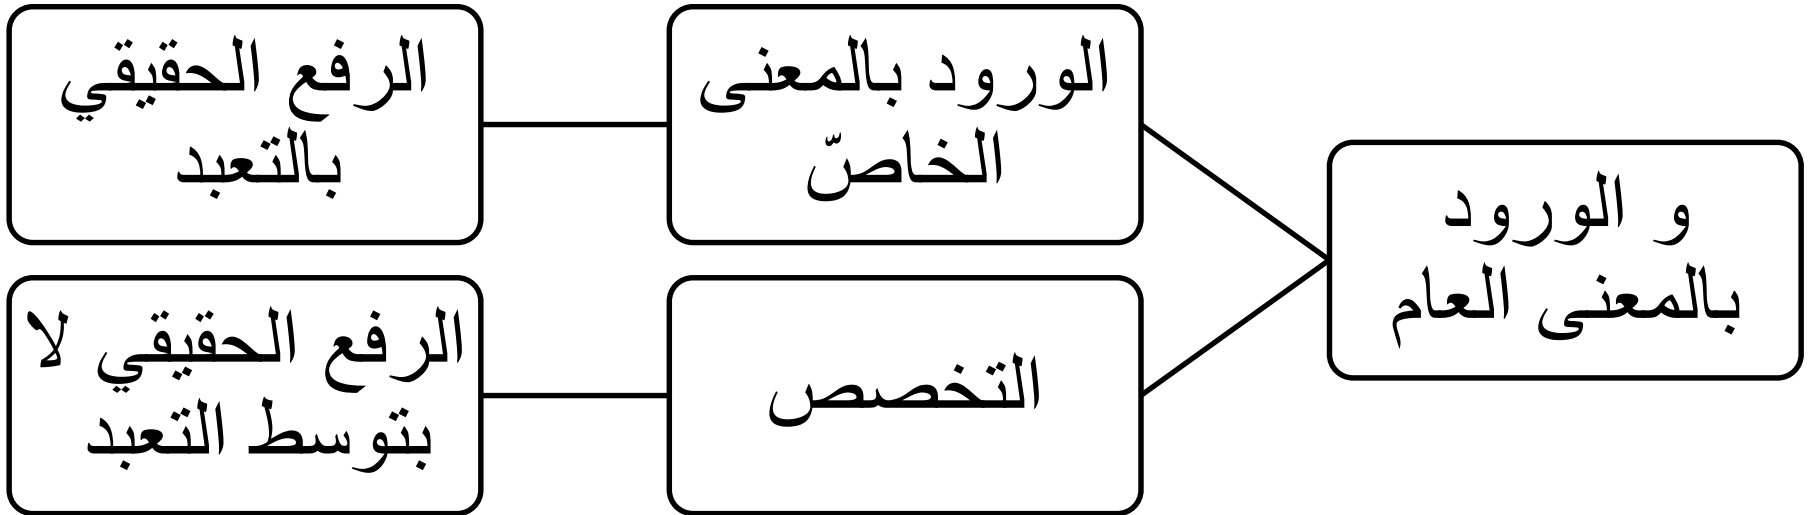 و الورود
بالمعنى العام
الورود بالمعنى
الخاصّ
الرفع الحقيقي
بالتعبد
التخصص
الرفع الحقيقي لا
بتوسط التعبد